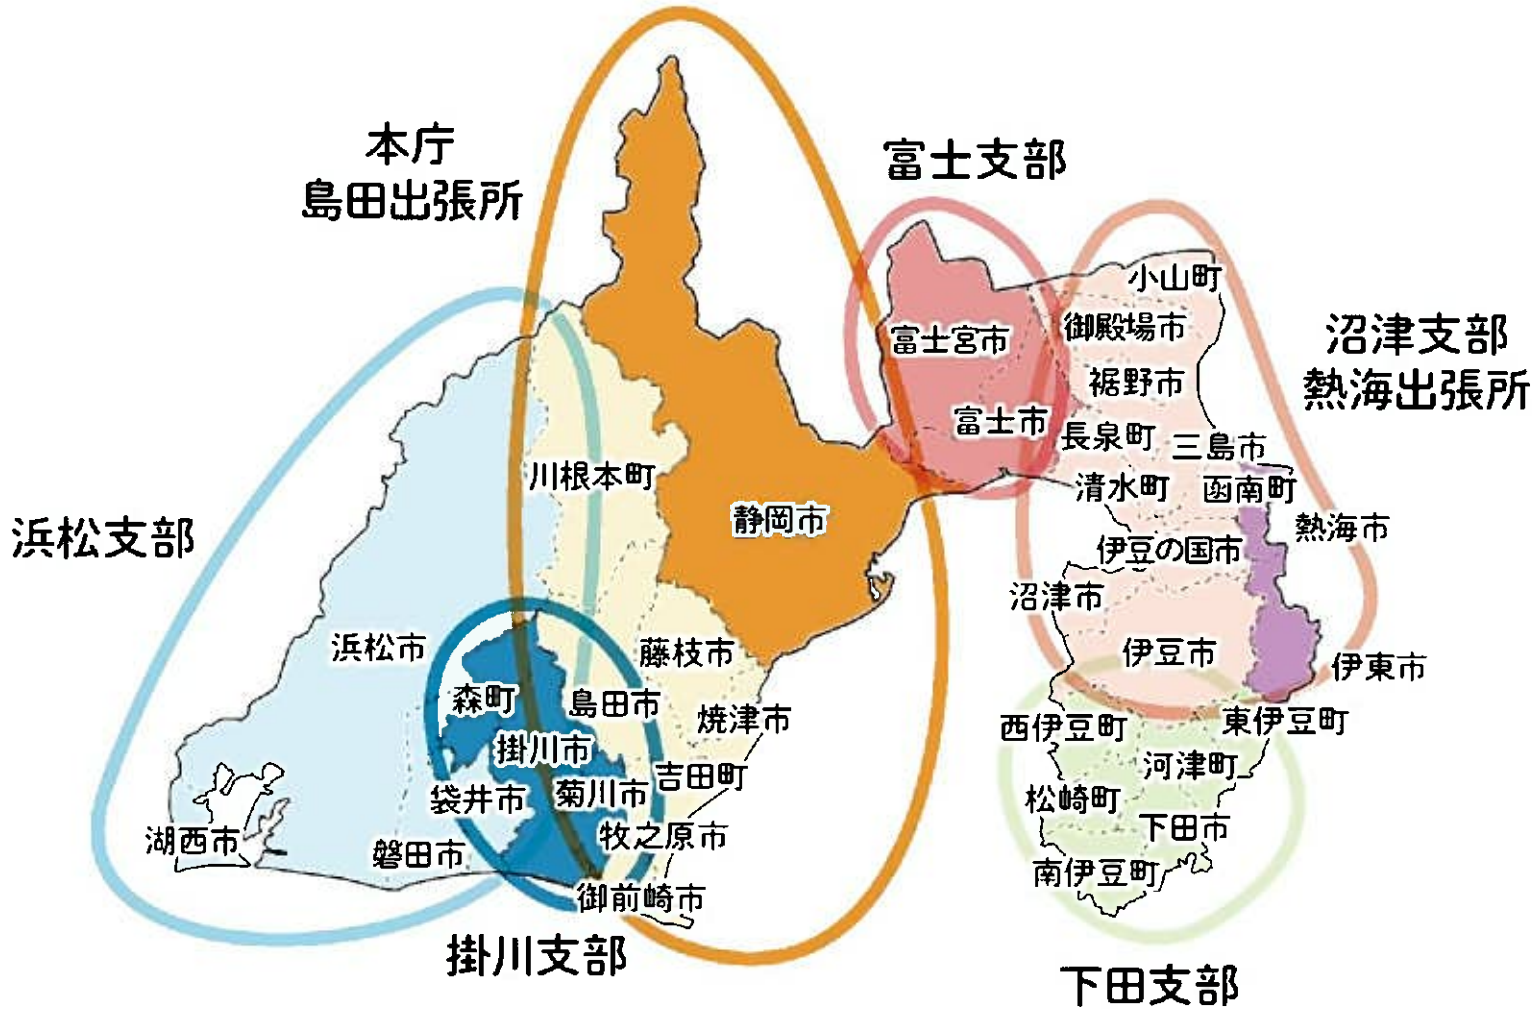 本庁
島田出張所
富士支部
小山町
沼津支部
熱海出張所
富士宮市
御殿場市
裾野市
富士市
長泉町
三島市
川根本町
清水町
函南町
静岡市
熱海市
浜松支部
伊豆の国市
沼津市
浜松市
藤枝市
伊豆市
伊東市
森町
島田市
焼津市
西伊豆町
東伊豆町
掛川市
吉田町
河津町
袋井市
菊川市
松崎町
湖西市
磐田市
牧之原市
下田市
南伊豆町
御前崎市
掛川支部
下田支部